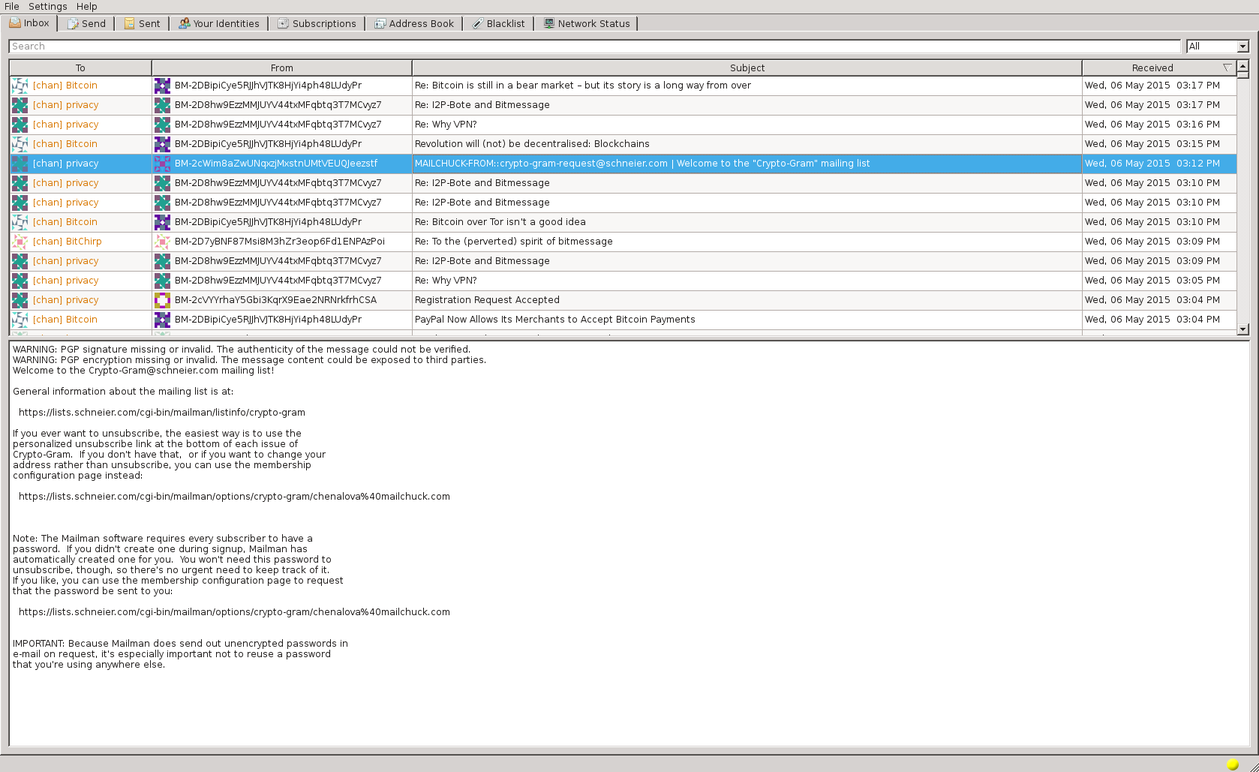 File Settings Help
Inbox Send Sent Your Identities Subscriptions Address Book Blacklist Network Status
Search All
To From Subject Received
[chan] Bitcoin BM-2DBipiCye5RJJhVJTK8HjYi4ph48LUdyPr Re: Bitcoin is still in a bear market – but its story is a long way from over Wed, 06 May 2015 03:17 PM
[chan] privacy BM-2D8hw9EzzMMJUYV44txMFqbtq3T7MCvyz7 Re: I2P-Bote and Bitmessage Wed, 06 May 2015 03:17 PM
[chan] privacy BM-2D8hw9EzzMMJUYV44txMFqbtq3T7MCvyz7 Re: Why VPN? Wed, 06 May 2015 03:16 PM
[chan] Bitcoin BM-2DBipiCye5RJJhVJTK8HjYi4ph48LUdyPr Revolution will (not) be decentralised: Blockchains Wed, 06 May 2015 03:15 PM
[chan] privacy BM-2cWim8aZwUNqxzjMxstnUMtVEUQJeezstf MAILCHUCK-FROM::crypto-gram-request@schneier.com | Welcome to the "Crypto-Gram" mailing list Wed, 06 May 2015 03:12 PM
[chan] privacy BM-2D8hw9EzzMMJUYV44txMFqbtq3T7MCvyz7 Re: I2P-Bote and Bitmessage Wed, 06 May 2015 03:10 PM
[chan] privacy BM-2D8hw9EzzMMJUYV44txMFqbtq3T7MCvyz7 Re: I2P-Bote and Bitmessage Wed, 06 May 2015 03:10 PM
[chan] Bitcoin BM-2DBipiCye5RJJhVJTK8HjYi4ph48LUdyPr Re: Bitcoin over Tor isn't a good idea Wed, 06 May 2015 03:10 PM
[chan] BitChirp BM-2D7yBNF87Msi8M3hZr3eop6Fd1ENPAzPoi Re: To the (perverted) spirit of bitmessage Wed, 06 May 2015 03:09 PM
[chan] privacy BM-2D8hw9EzzMMJUYV44txMFqbtq3T7MCvyz7 Re: I2P-Bote and Bitmessage Wed, 06 May 2015 03:09 PM
[chan] privacy BM-2D8hw9EzzMMJUYV44txMFqbtq3T7MCvyz7 Re: Why VPN? Wed, 06 May 2015 03:05 PM
[chan] privacy BM-2cVYYrhaY5Gbi3KqrX9Eae2NRNrkfrhCSA Registration Request Accepted Wed, 06 May 2015 03:04 PM
[chan] Bitcoin BM-2DBipiCye5RJJhVJTK8HjYi4ph48LUdyPr PayPal Now Allows Its Merchants to Accept Bitcoin Payments Wed, 06 May 2015 03:04 PM
WARNING: PGP signature missing or invalid. The authenticity of the message could not be verified.
WARNING: PGP encryption missing or invalid. The message content could be exposed to third parties.
Welcome to the Crypto-Gram@schneier.com mailing list!
General information about the mailing list is at:
https://lists.schneier.com/cgi-bin/mailman/listinfo/crypto-gram
If you ever want to unsubscribe, the easiest way is to use the
personalized unsubscribe link at the bottom of each issue of
Crypto-Gram. If you don't have that, or if you want to change your
address rather than unsubscribe, you can use the membership
configuration page instead:
https://lists.schneier.com/cgi-bin/mailman/options/crypto-gram/chenalova%40mailchuck.com
Note: The Mailman software requires every subscriber to have a
password. If you didn't create one during signup, Mailman has
automatically created one for you. You won't need this password to
unsubscribe, though, so there's no urgent need to keep track of it.
If you like, you can use the membership configuration page to request
that the password be sent to you:
https://lists.schneier.com/cgi-bin/mailman/options/crypto-gram/chenalova%40mailchuck.com
IMPORTANT: Because Mailman does send out unencrypted passwords in
e-mail on request, it's especially important not to reuse a password
that you're using anywhere else.